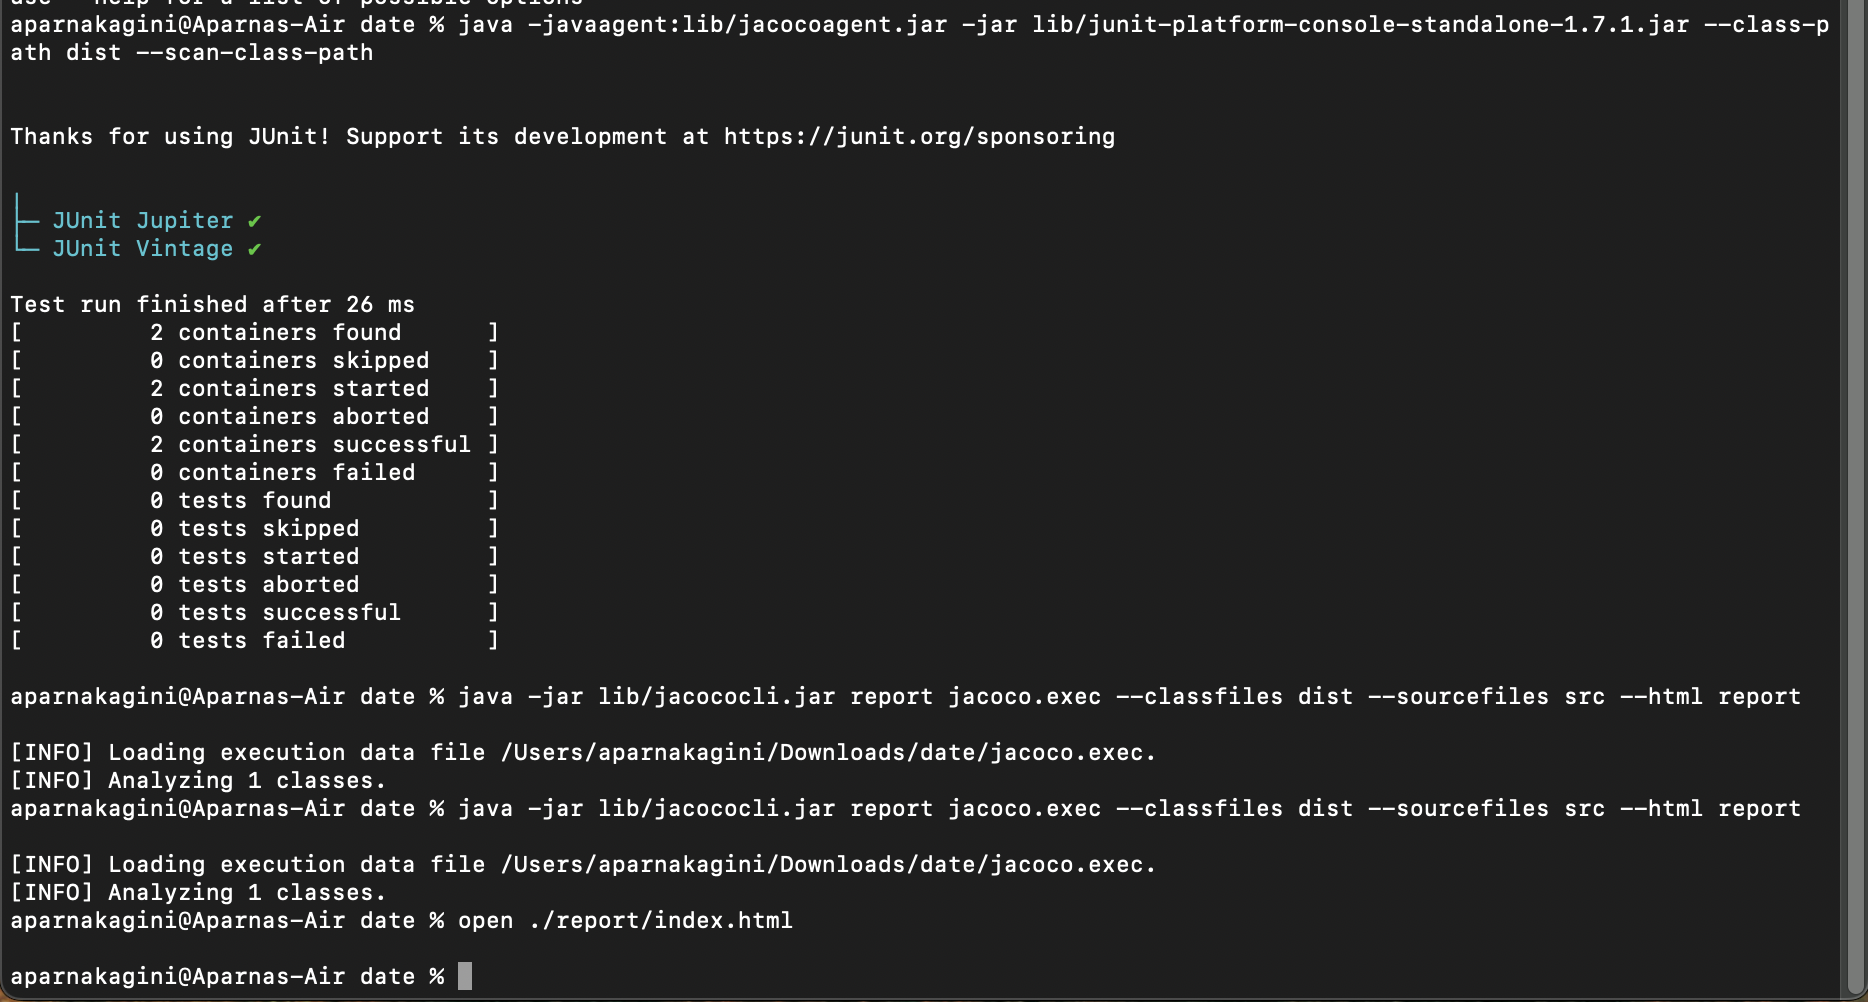 use --help for a list of possible options
aparnakagini@Aparnas-Air date % java -javaagent:lib/jacocoagent.jar -jar lib/junit-platform-console-standalone-1.7.1.jar --class-p
ath dist --scan-class-path
Thanks for using JUnit! Support its development at https://junit.org/sponsoring
├─ JUnit Jupiter ✔
└─ JUnit Vintage ✔
Test run finished after 26 ms
[         2 containers found      ]
[         0 containers skipped    ]
[         2 containers started    ]
[         0 containers aborted    ]
[         2 containers successful ]
[         0 containers failed     ]
[         0 tests found           ]
[         0 tests skipped         ]
[         0 tests started         ]
[         0 tests aborted         ]
[         0 tests successful      ]
[         0 tests failed          ]
aparnakagini@Aparnas-Air date % java -jar lib/jacococli.jar report jacoco.exec --classfiles dist --sourcefiles src --html report
[INFO] Loading execution data file /Users/aparnakagini/Downloads/date/jacoco.exec.
[INFO] Analyzing 1 classes.
aparnakagini@Aparnas-Air date % java -jar lib/jacococli.jar report jacoco.exec --classfiles dist --sourcefiles src --html report
[INFO] Loading execution data file /Users/aparnakagini/Downloads/date/jacoco.exec.
[INFO] Analyzing 1 classes.
aparnakagini@Aparnas-Air date % open ./report/index.html
aparnakagini@Aparnas-Air date %